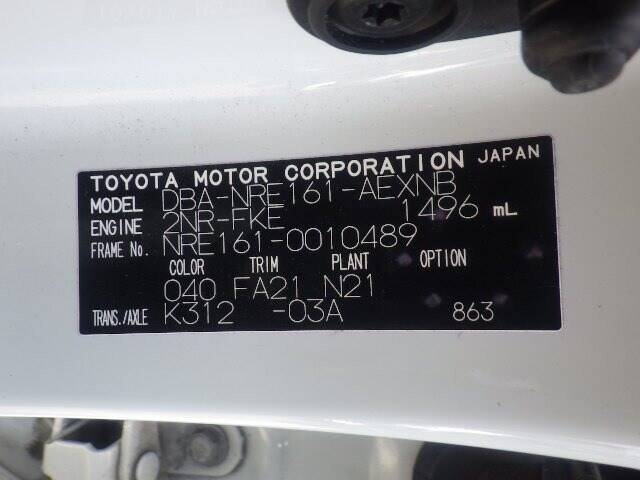 TOYOTA MOTOR CORPORATION JAPAN
MODEL DBA-NRE161-AEXNB
ENGINE 2NR-FKE 1496 mL
FRAME No. NRE161-0010489
COLOR TRIM PLANT OPTION
040 FA21 N21
TRANS./AXLE K312 -03A 863